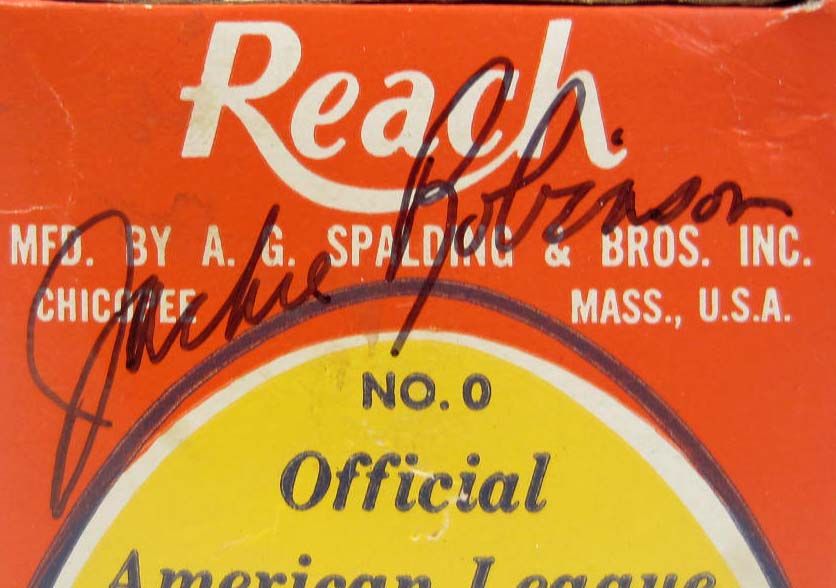 Reach
Jackie Robinson
MFD. BY A. G. SPALDING & BROS. INC.
CHICOPEE MASS., U.S.A.
NO. 0
Official
American League